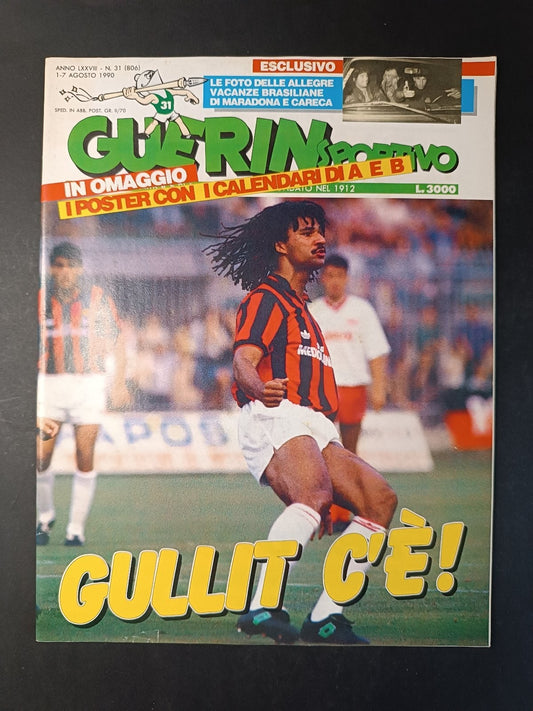 ANNO LXXVIII - N. 31 (806)
1-7 AGOSTO 1990
SPED. IN ABB. POST. GR. II/70
31
ESCLUSIVO
LE FOTO DELLE ALLEGRE
VACANZE BRASILIANE
DI MARADONA E CARECA
GUERIN SPORTIVO
IN OMAGGIO
I POSTER CON I CALENDARI DI A E B
NEL 1912
L. 3000
GULLIT C'È!